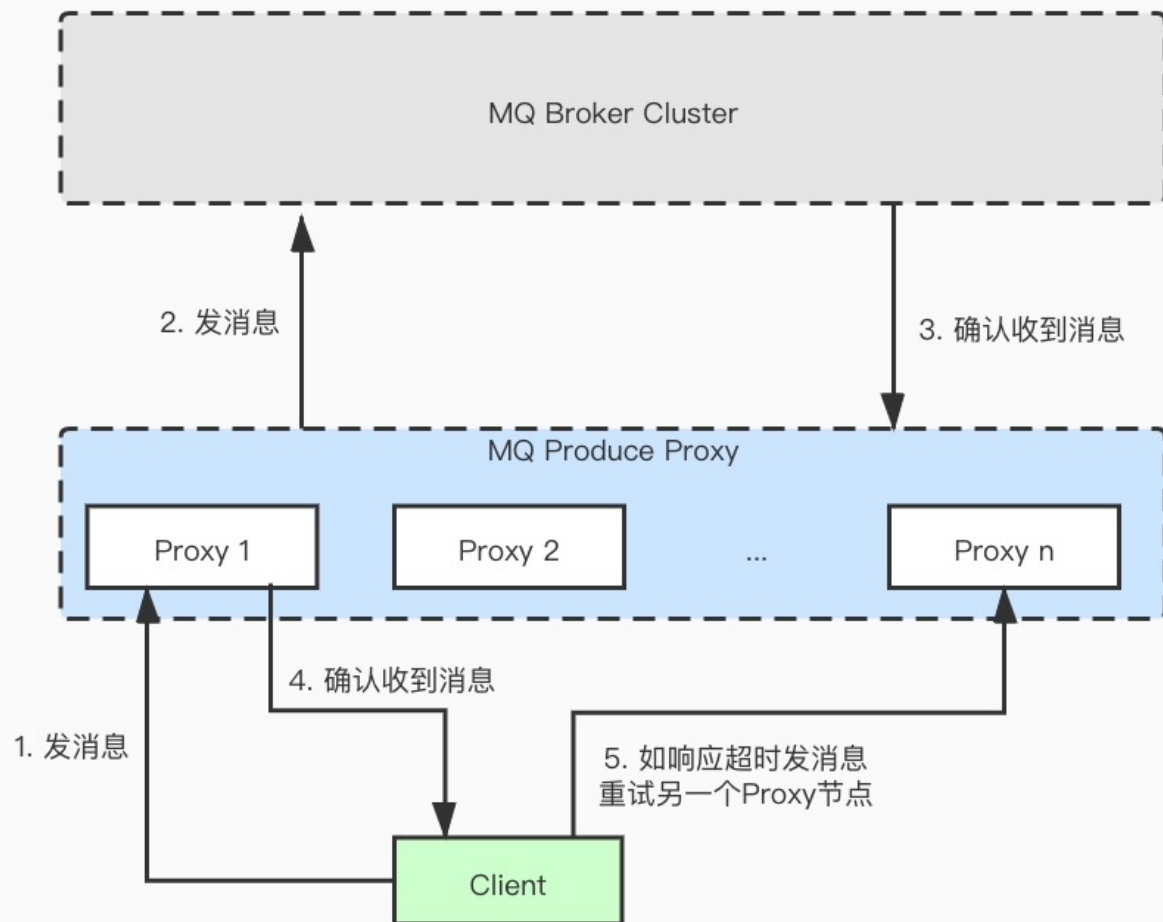 MQ Broker Cluster
2. 发消息
3. 确认收到消息
MQ Produce Proxy
Proxy 1
Proxy 2
...
Proxy n
4. 确认收到消息
1. 发消息
5. 如响应超时发消息
重试另一个Proxy节点
Client